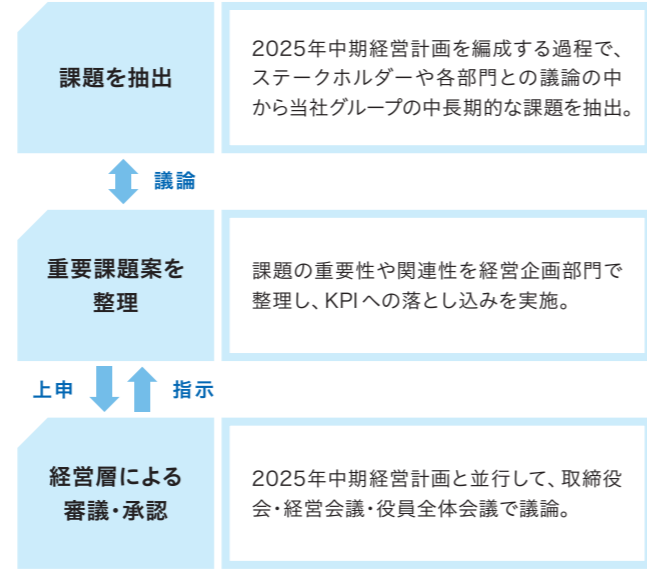 課題を抽出
2025年中期経営計画を編成する過程で、
ステークホルダーや各部門との議論の中
から当社グループの中長期的な課題を抽出。
議論
重要課題案を
整理
課題の重要性や関連性を経営企画部門で
整理し、KPIへの落とし込みを実施。
上申
指示
経営層による
審議・承認
2025年中期経営計画と並行して、取締役
会・経営会議・役員全体会議で議論。